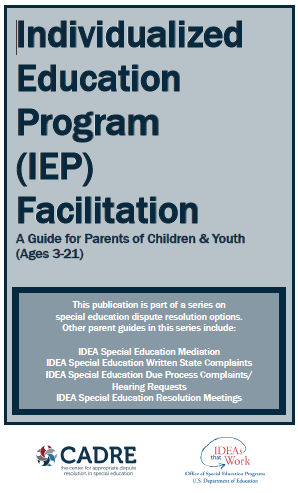 Individualized
Education
Program
(IEP)
Facilitation
A Guide for Parents of Children & Youth
(Ages 3-21)
This publication is part of a series on
special education dispute resolution options.
Other parent guides in this series include:
IDEA Special Education Mediation
IDEA Special Education Written State Complaints
IDEA Special Education Due Process Complaints/
Hearing Requests
IDEA Special Education Resolution Meetings
CADRE
the center for appropriate dispute
resolution in special education
IDEAs
that
Work
Office of Special Education Programs
U.S. Department of Education